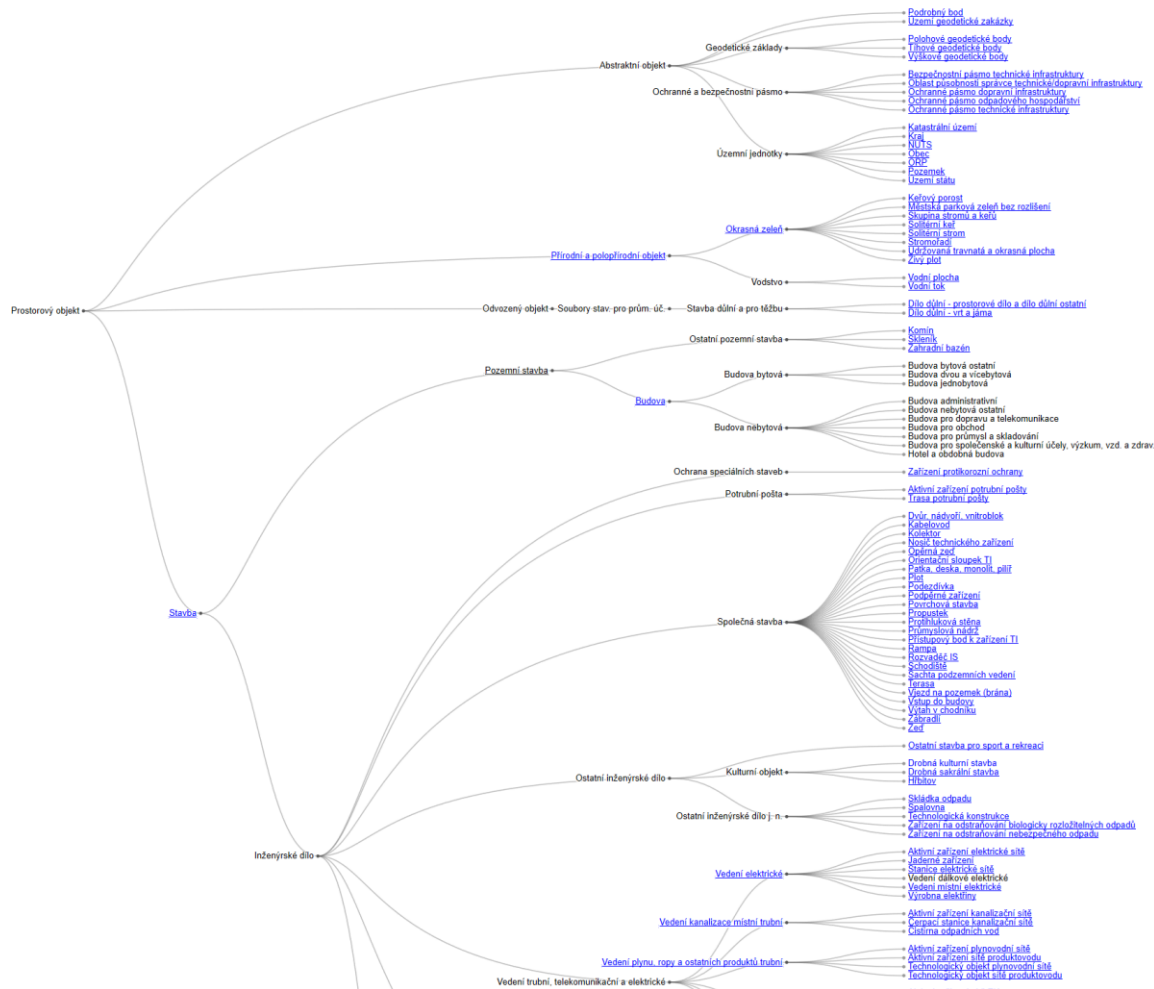 Podrobný bod
Území geodetické zakázky
Geodetické základy
Polohové geodetické body
Tíhové geodetické body
Výškové geodetické body
Abstraktní objekt
Ochranné a bezpečnostní pásmo
Bezpečnostní pásmo technické infrastruktury
Oblast působnosti správce technické/dopravní infrastruktury
Ochranné pásmo dopravní infrastruktury
Ochranné pásmo odpadového hospodářství
Ochranné pásmo technické infrastruktury
Územní jednotky
Katastrální území
Kraj
NUTS
Obec
ORP
Pozemek
Území státu
Okrasná zeleň
Keřový porost
Městská parková zeleň bez rozlišení
Skupina stromů a keřů
Solitérní keř
Solitérní strom
Stromořadí
Udržovaná travnatá a okrasná plocha
Živý plot
Přírodní a polopřírodní objekt
Vodstvo
Vodní plocha
Vodní tok
Prostorový objekt
Odvozený objekt
Soubory stav. pro prům. úč.
Stavba důlní a pro těžbu
Dílo důlní - prostorové dílo a dílo důlní ostatní
Dílo důlní - vrt a jáma
Ostatní pozemní stavba
Komín
Skleník
Zahradní bazén
Pozemní stavba
Budova bytová
Budova bytová ostatní
Budova dvou a vícebytová
Budova jednobytová
Budova
Budova nebytová
Budova administrativní
Budova nebytová ostatní
Budova pro dopravu a telekomunikace
Budova pro obchod
Budova pro průmysl a skladování
Budova pro společenské a kulturní účely, výzkum, vzd. a zdrav.
Hotel a obdobná budova
Ochrana speciálních staveb
Zařízení protikorozní ochrany
Potrubní pošta
Aktivní zařízení potrubní pošty
Trasa potrubní pošty
Stavba
Společná stavba
Dvůr, nádvoří, vnitroblok
Kabelovod
Kolektor
Nosič technického zařízení
Opěrná zeď
Orientační sloupek TI
Patka, deska, monolit, pilíř
Plot
Podezdívka
Podpěrné zařízení
Povrchová stavba
Propustek
Protihluková stěna
Průmyslová nádrž
Přístupový bod k zařízení TI
Rampa
Rozvaděč IS
Schodiště
Šachta podzemních vedení
Terasa
Vjezd na pozemek (brána)
Vstup do budovy
Výtah v chodníku
Zábradlí
Zeď
Ostatní stavba pro sport a rekreaci
Ostatní inženýrské dílo
Kulturní objekt
Drobná kulturní stavba
Drobná sakrální stavba
Hřbitov
Ostatní inženýrské dílo j. n.
Skládka odpadu
Spalovna
Technologická konstrukce
Zařízení na odstraňování biologicky rozložitelných odpadů
Zařízení na odstraňování nebezpečného odpadu
Inženýrské dílo
Vedení elektrické
Aktivní zařízení elektrické sítě
Jaderné zařízení
Stanice elektrické sítě
Vedení dálkové elektrické
Vedení místní elektrické
Výrobna elektřiny
Vedení kanalizace místní trubní
Aktivní zařízení kanalizační sítě
Čerpací stanice kanalizační sítě
Čistírna odpadních vod
Vedení plynu, ropy a ostatních produktů trubní
Aktivní zařízení plynovodní sítě
Aktivní zařízení sítě produktovodu
Technologický objekt plynovodní sítě
Technologický objekt sítě produktovodu
Vedení trubní, telekomunikační a elektrické